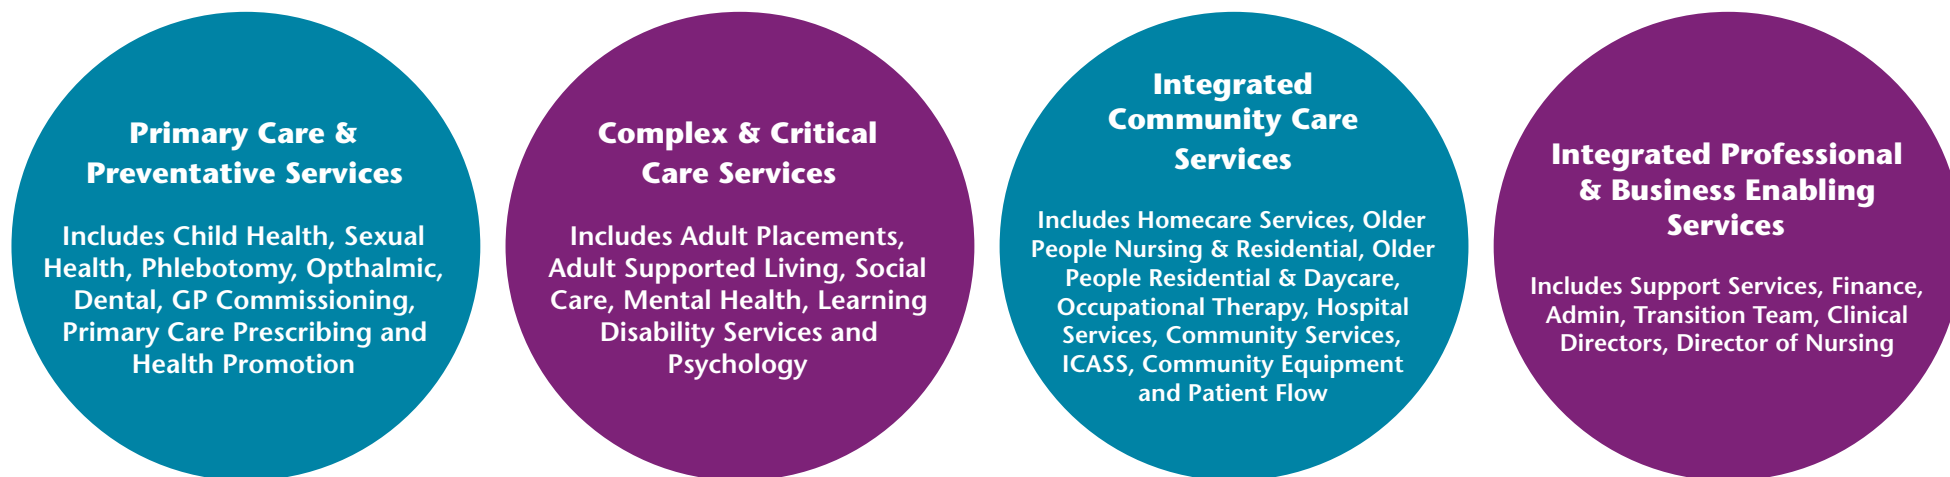 Primary Care &
Preventative Services
Includes Child Health, Sexual
Health, Phlebotomy, Opthalmic,
Dental, GP Commissioning,
Primary Care Prescribing and
Health Promotion
Complex & Critical
Care Services
Includes Adult Placements,
Adult Supported Living, Social
Care, Mental Health, Learning
Disability Services and
Psychology
Integrated
Community Care
Services
Includes Homecare Services, Older
People Nursing & Residential, Older
People Residential & Daycare,
Occupational Therapy, Hospital
Services, Community Services,
ICASS, Community Equipment
and Patient Flow
Integrated Professional
& Business Enabling
Services
Includes Support Services, Finance,
Admin, Transition Team, Clinical
Directors, Director of Nursing